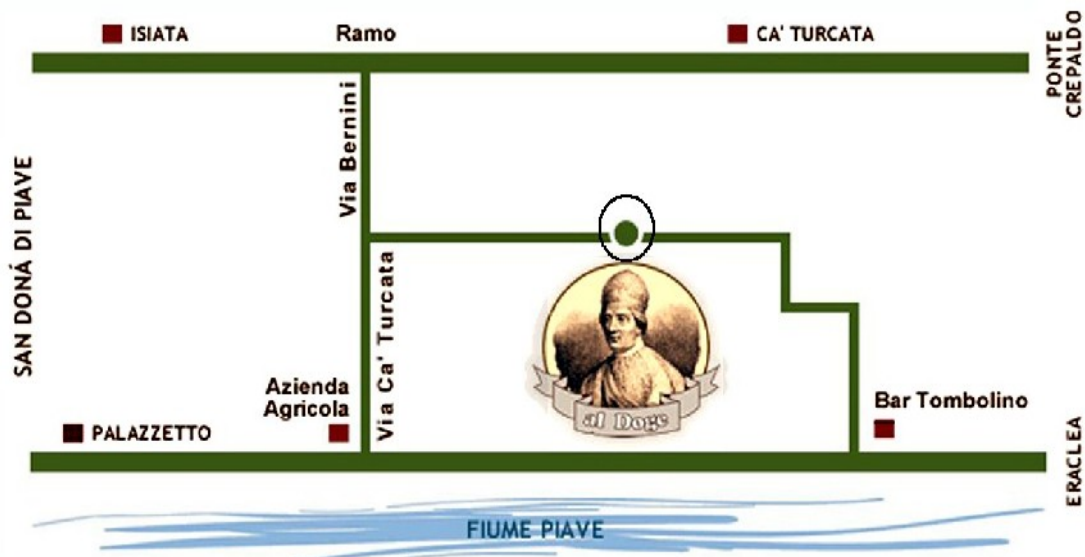 ISIATA
Ramo
CA' TURCATA
PONTE
CREPALDO
Via Bernini
SAN DONÁ DI PIAVE
Via Ca' Turcata
al Doge
Azienda
Agricola
Bar Tombolino
PALAZZETTO
ERACLEA
FIUME PIAVE